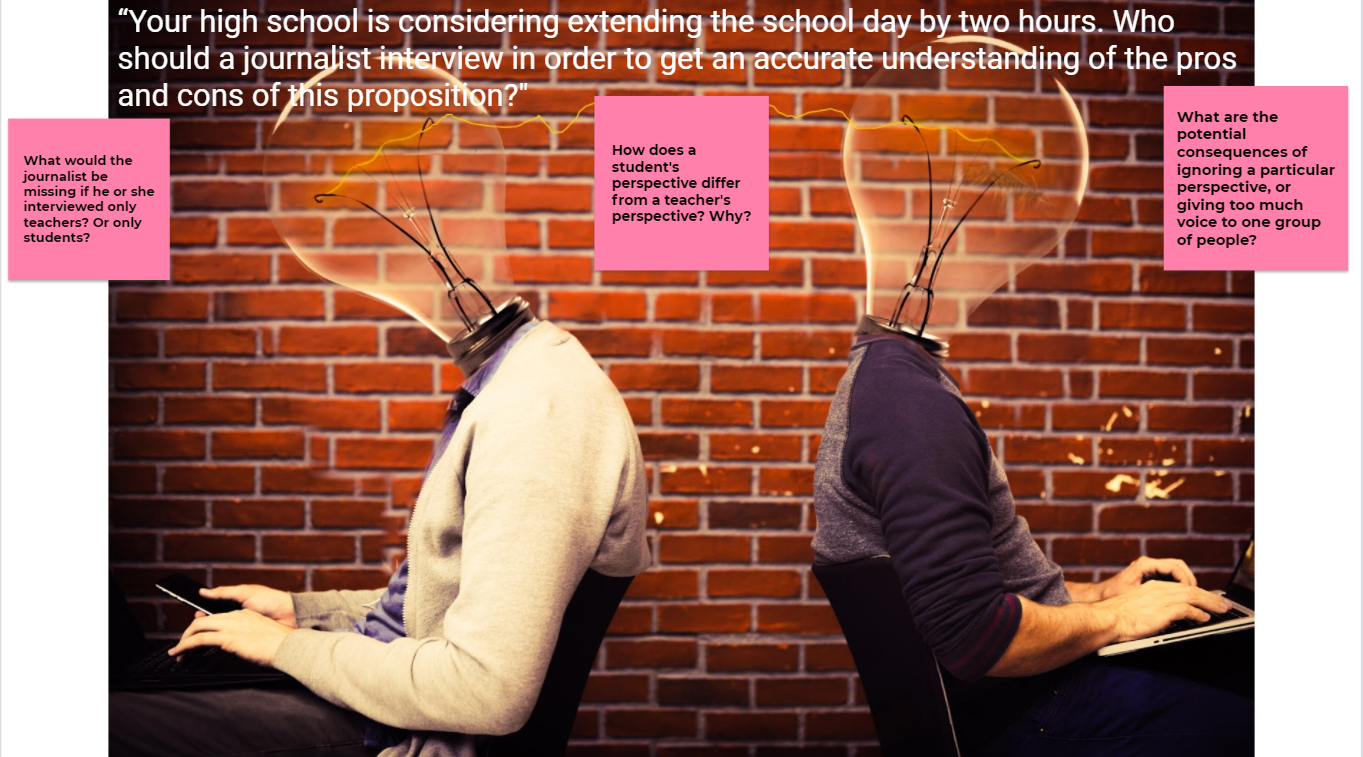 “Your high school is considering extending the school day by two hours. Who
should a journalist interview in order to get an accurate understanding of the pros
and cons of this proposition?"
What would the
journalist be
missing if he or she
interviewed only
teachers? Or only
students?
How does a
student's
perspective differ
from a teacher's
perspective? Why?
What are the
potential
consequences of
ignoring a particular
perspective, or
giving too much
voice to one group
of people?